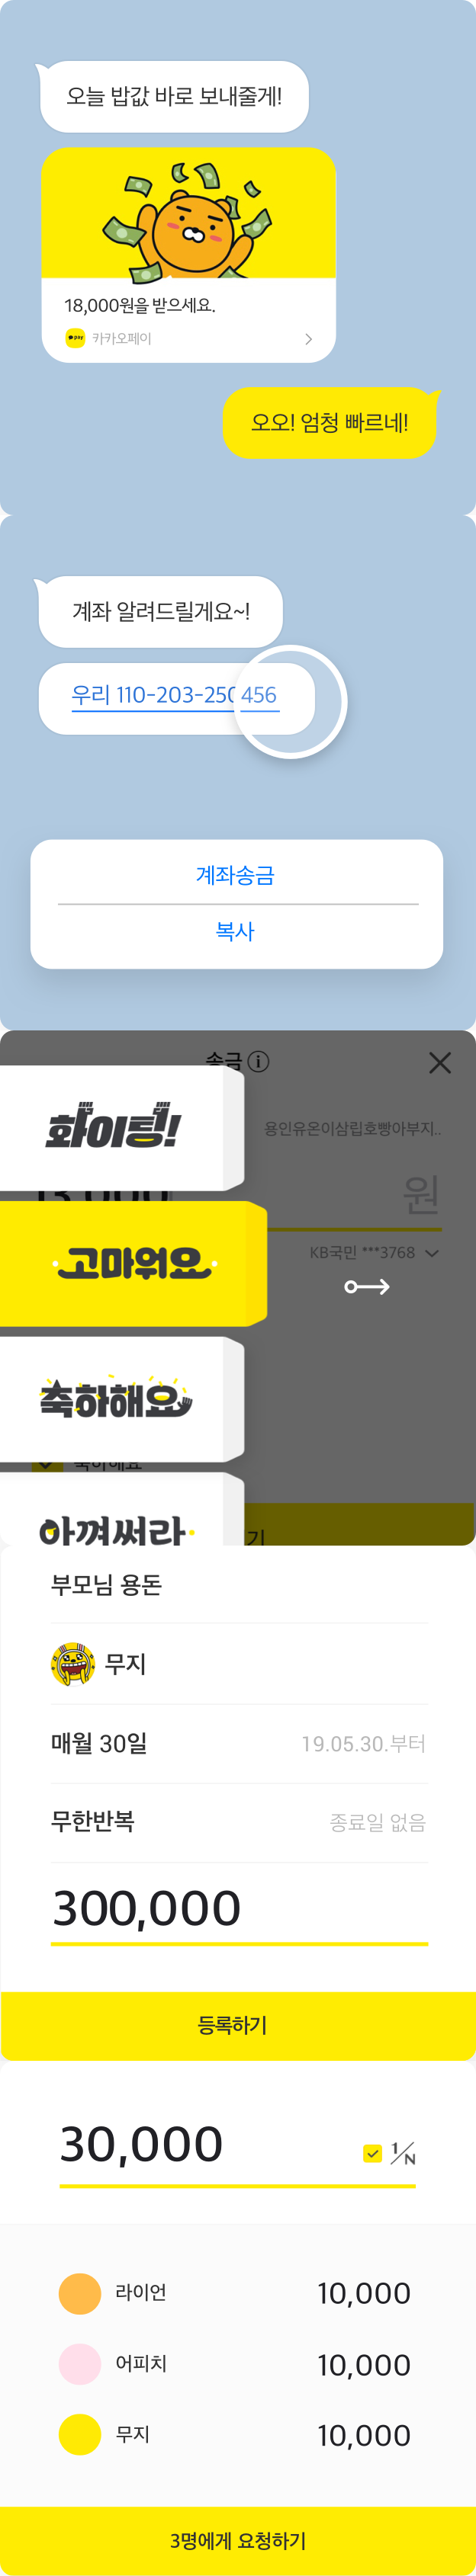 오늘 밥값 바로 보내줄게!
18,000원을 받으세요.
pay 카카오페이
오오! 엄청 빠르네!
계좌 알려드릴게요~!
우리 110-203-250456
계좌송금
복사
송금
용인유온이삼립호빵아부지..
화이팅!
원
고마워요
KB국민 ***3768
축하해요
축하해요
아껴써라
기
부모님 용돈
무지
매월 30일 19.05.30.부터
무한반복 종료일 없음
300,000
등록하기
30,000 1/N
라이언 10,000
어피치 10,000
무지 10,000
3명에게 요청하기